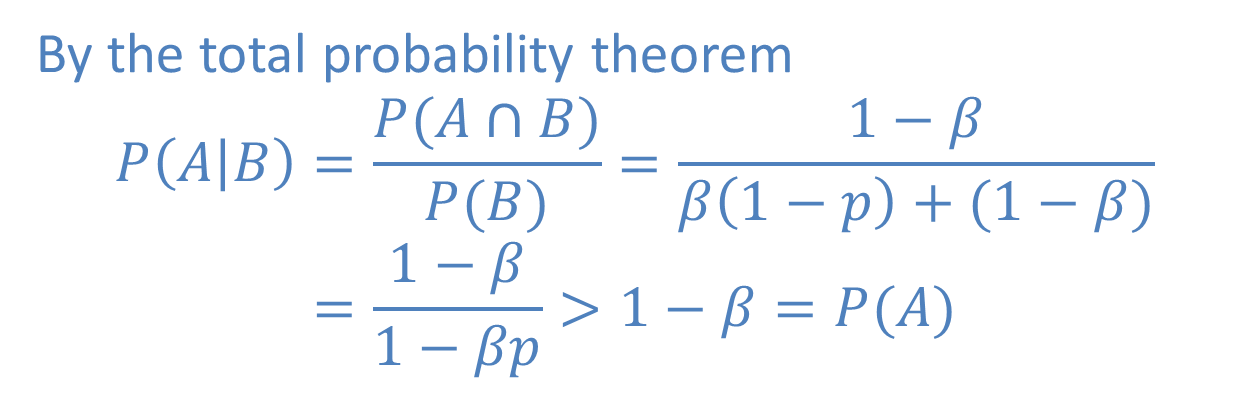 By the total probability theorem
P(A|B) = P(A ∩ B) / P(B) = 1 − β / β(1 − p) + (1 − β)
= 1 − β / 1 − βp > 1 − β = P(A)